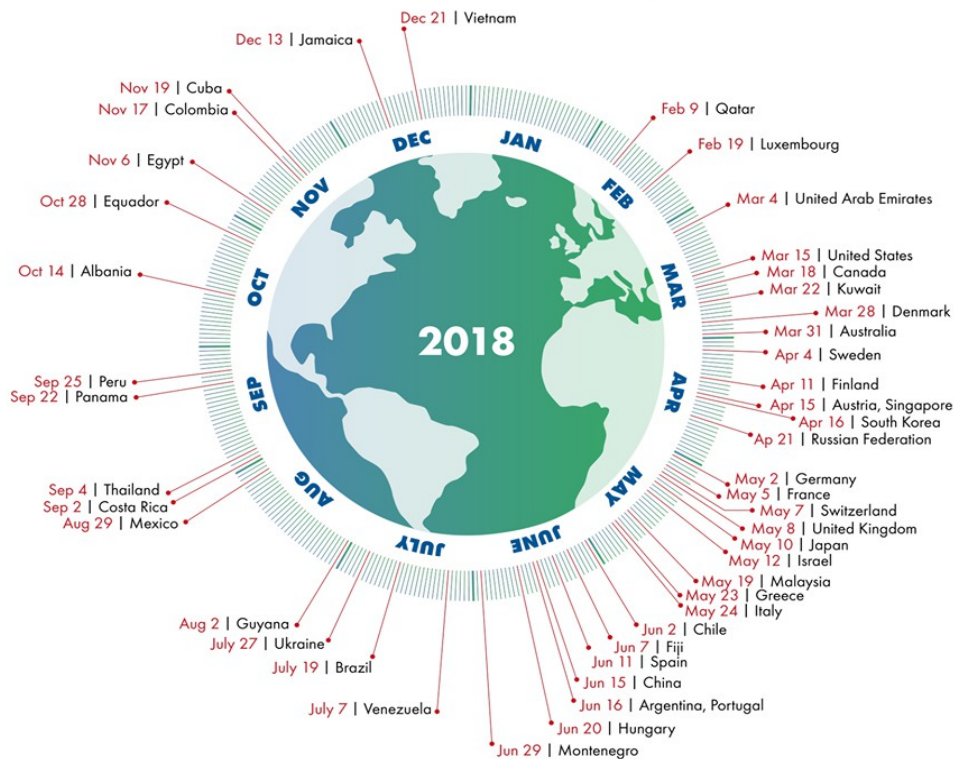 Dec 21 | Vietnam
Dec 13 | Jamaica
Nov 19 | Cuba
Nov 17 | Colombia
Nov 6 | Egypt
Oct 28 | Equador
Oct 14 | Albania
Sep 25 | Peru
Sep 22 | Panama
Sep 4 | Thailand
Sep 2 | Costa Rica
Aug 29 | Mexico
Aug 2 | Guyana
July 27 | Ukraine
July 19 | Brazil
July 7 | Venezuela
Feb 9 | Qatar
Feb 19 | Luxembourg
Mar 4 | United Arab Emirates
Mar 15 | United States
Mar 18 | Canada
Mar 22 | Kuwait
Mar 28 | Denmark
Mar 31 | Australia
Apr 4 | Sweden
Apr 11 | Finland
Apr 15 | Austria, Singapore
Apr 16 | South Korea
Ap 21 | Russian Federation
May 2 | Germany
May 5 | France
May 7 | Switzerland
May 8 | United Kingdom
May 10 | Japan
May 12 | Israel
May 19 | Malaysia
May 23 | Greece
May 24 | Italy
Jun 2 | Chile
Jun 7 | Fiji
Jun 11 | Spain
Jun 15 | China
Jun 16 | Argentina, Portugal
Jun 20 | Hungary
Jun 29 | Montenegro
JAN
FEB
MAR
APR
MAY
JUNE
JULY
AUG
SEP
OCT
NOV
DEC
2018